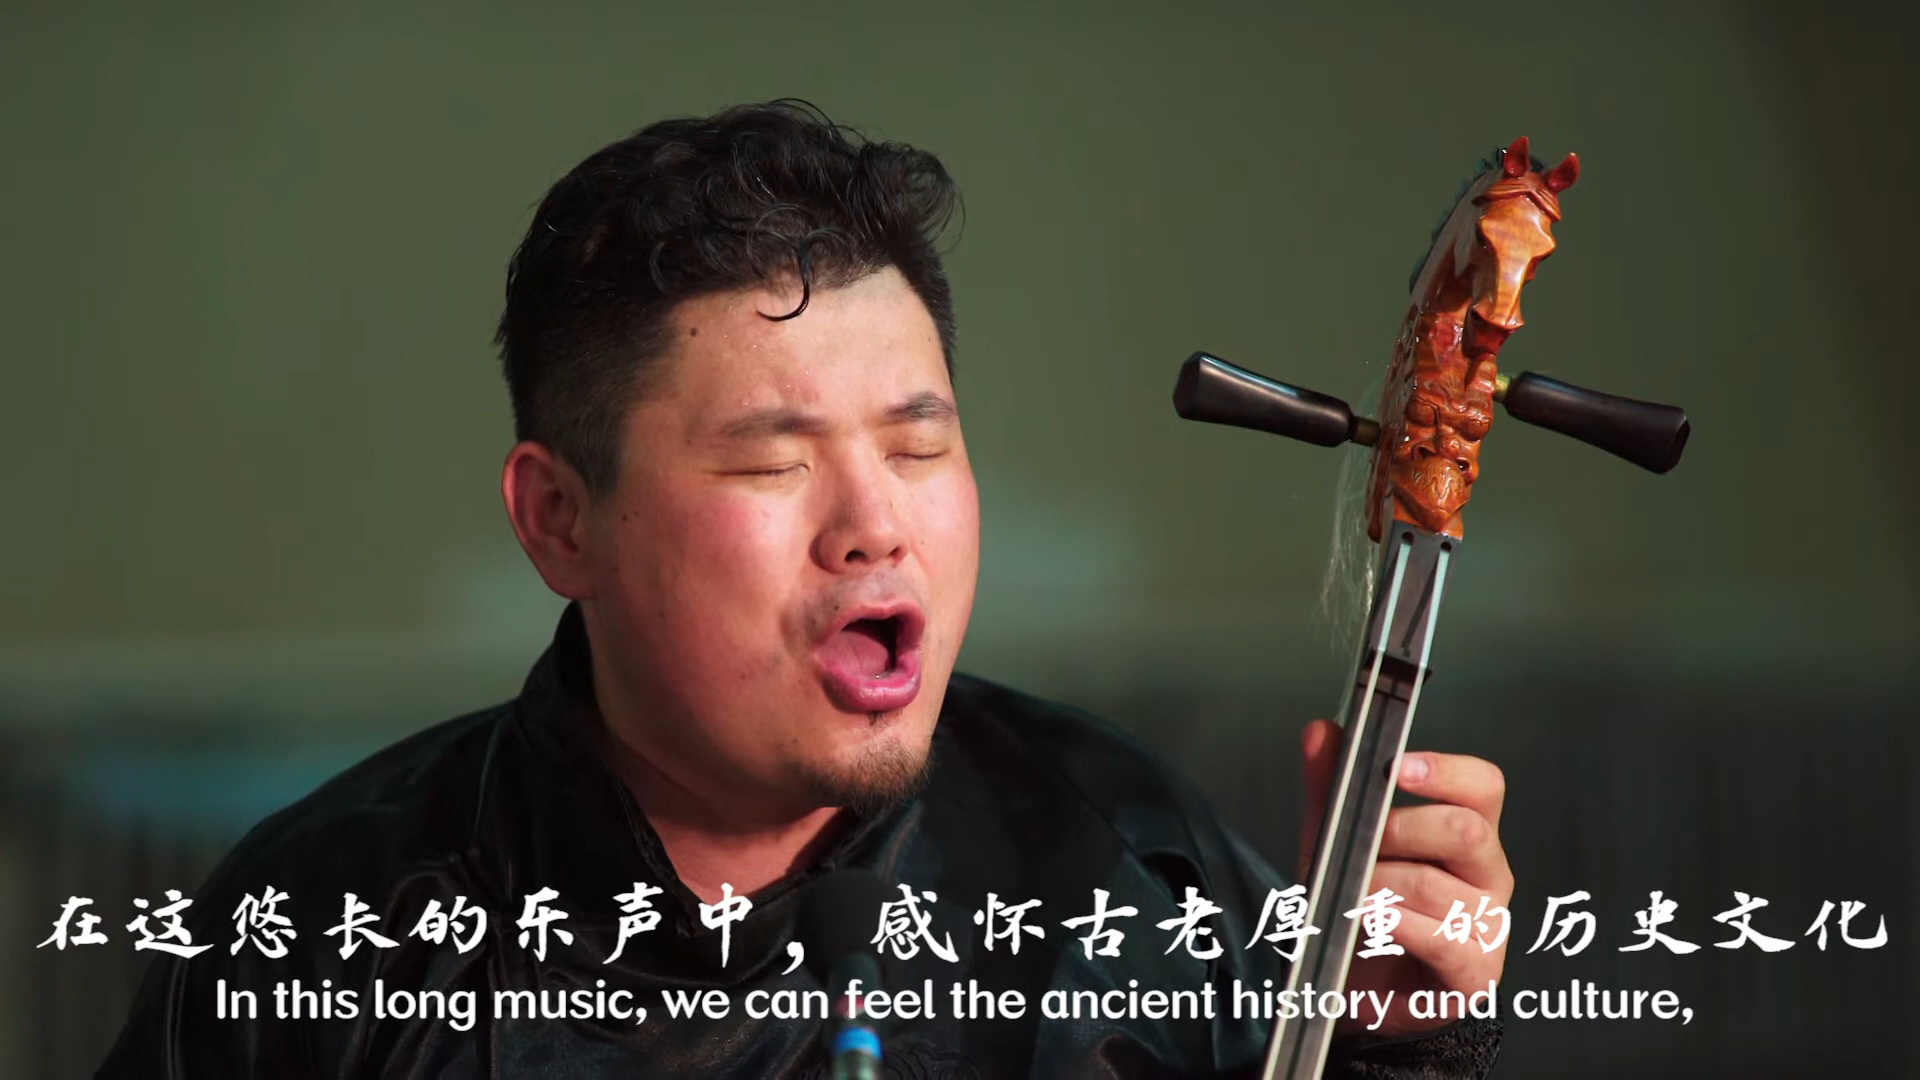 在这悠长的乐声中，感怀古老厚重的历史文化
In this long music, we can feel the ancient history and culture,